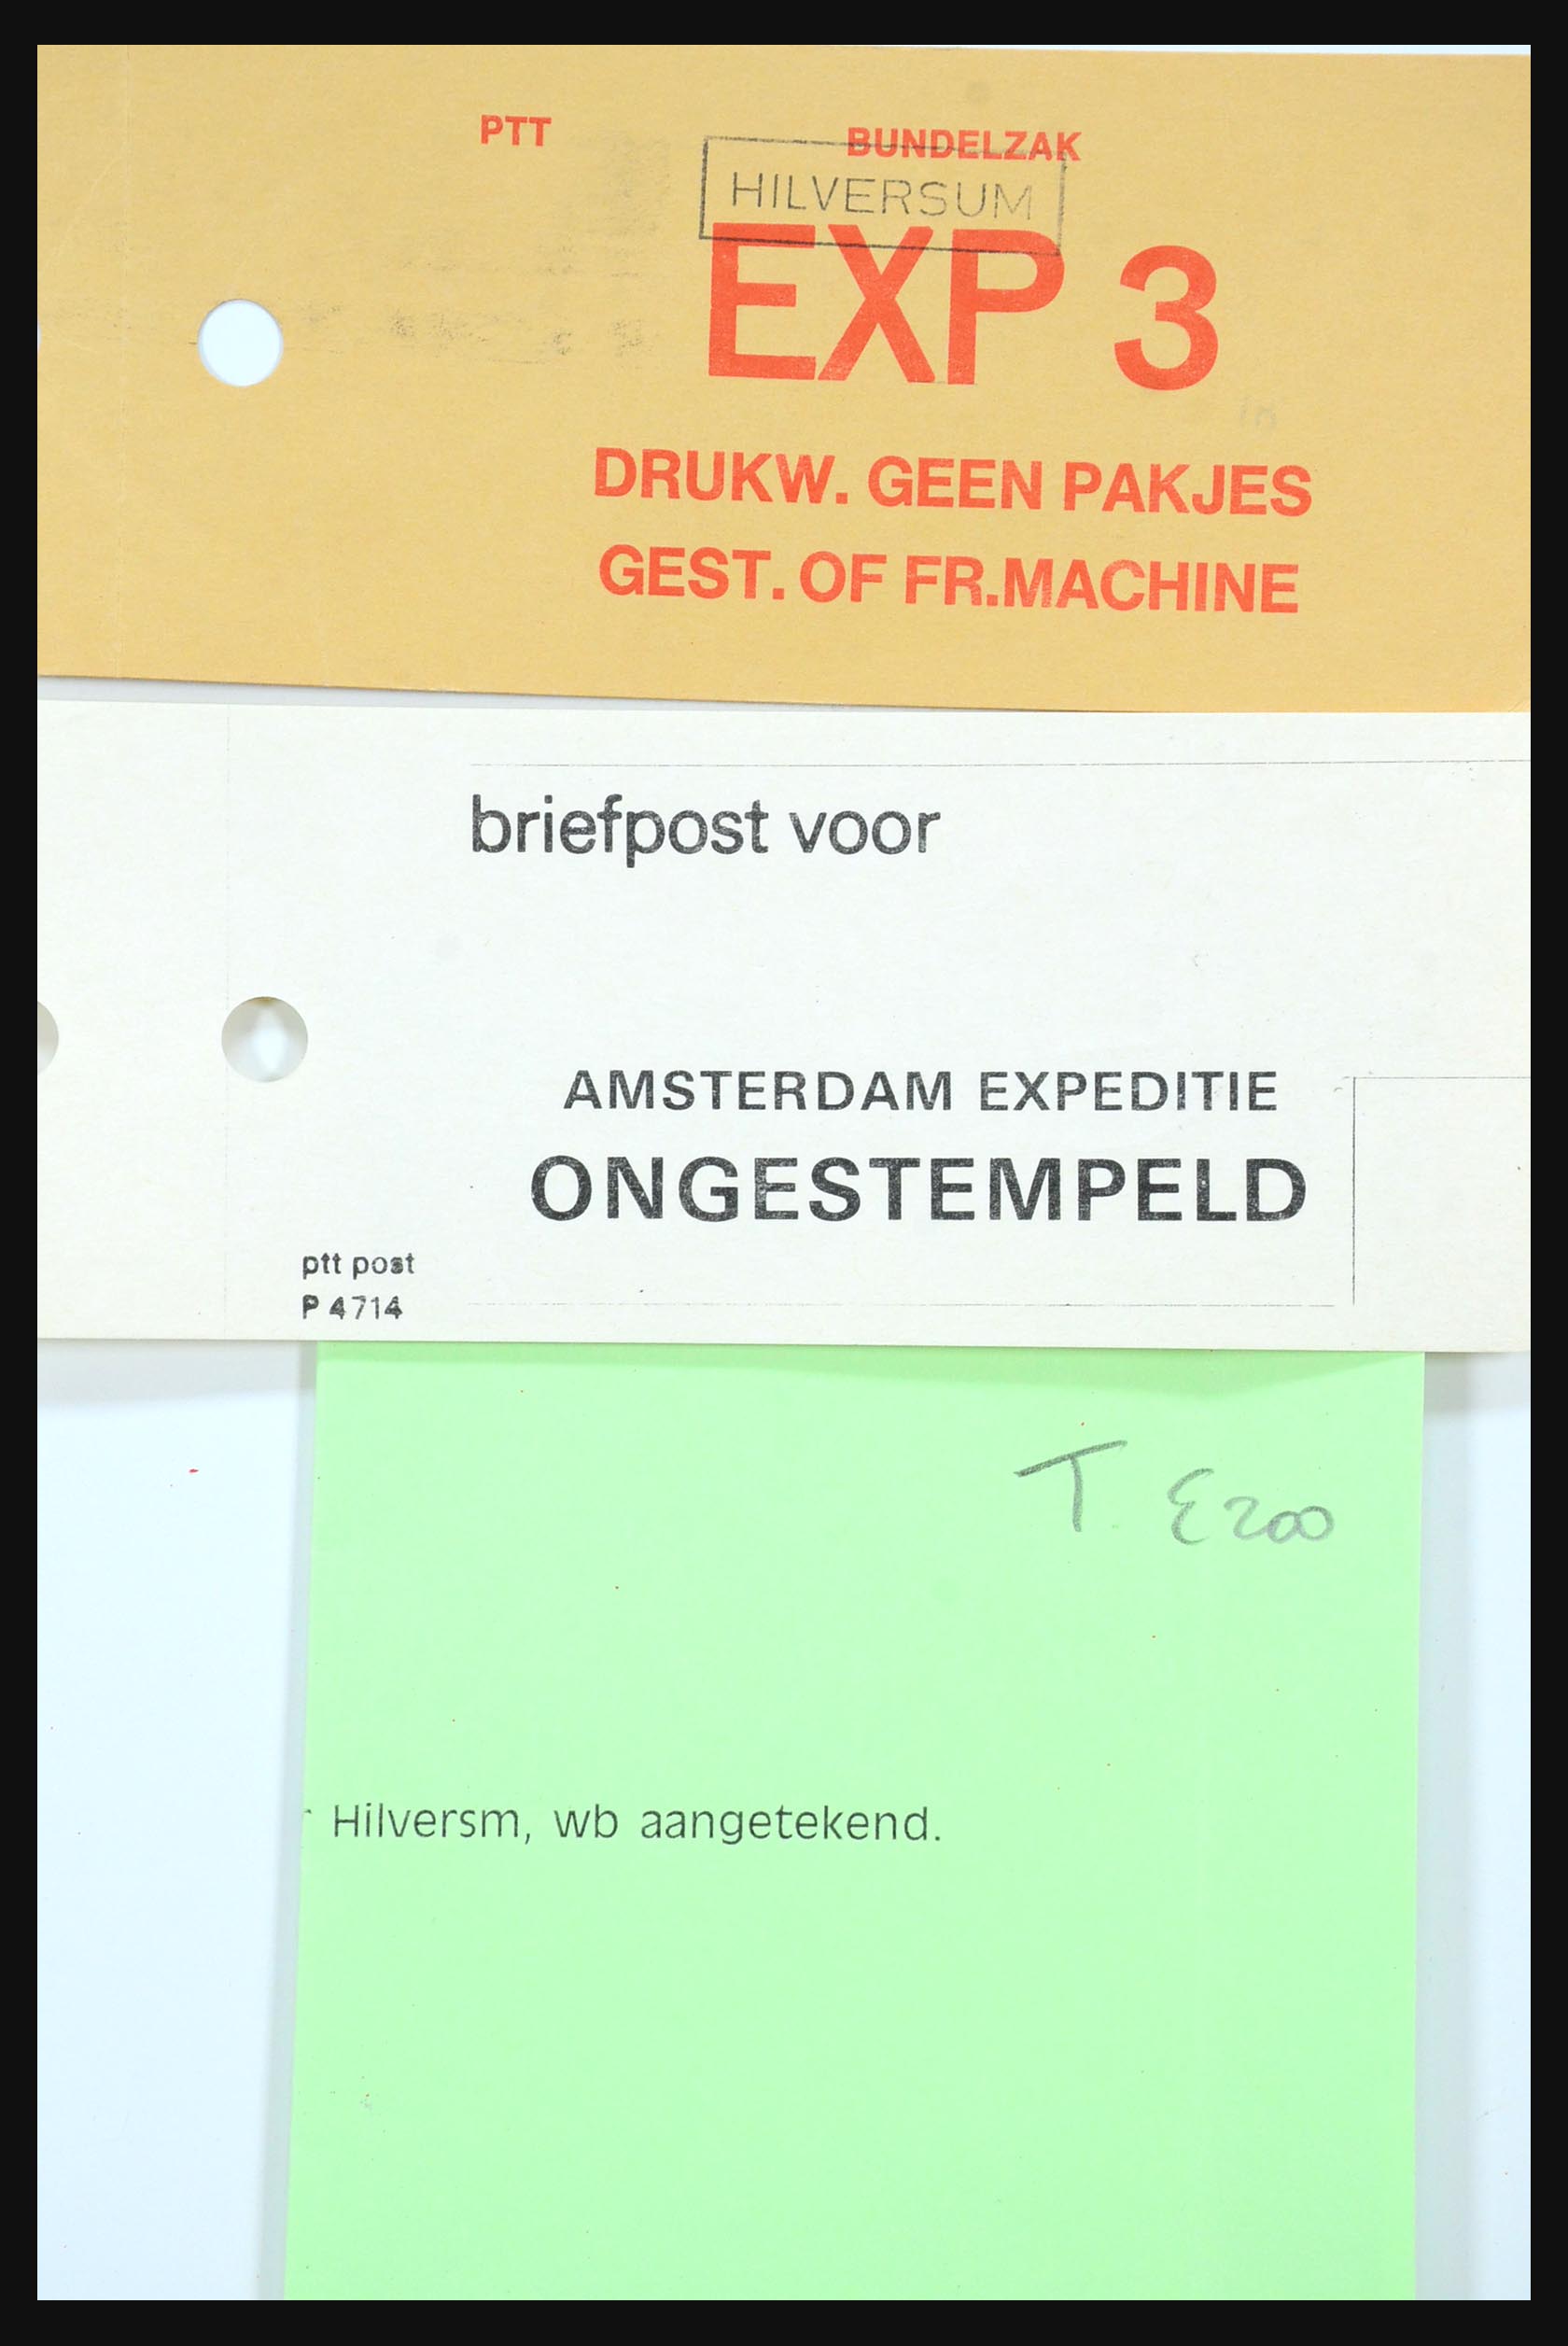 PTT BUNDELZAK
HILVERSUM
EXP 3
DRUKW. GEEN PAKJES
GEST. OF FR.MACHINE
briefpost voor
AMSTERDAM EXPEDITIE
ONGESTEMPELD
ptt post
P 4714
T £200
Hilversm, wb aangetekend.